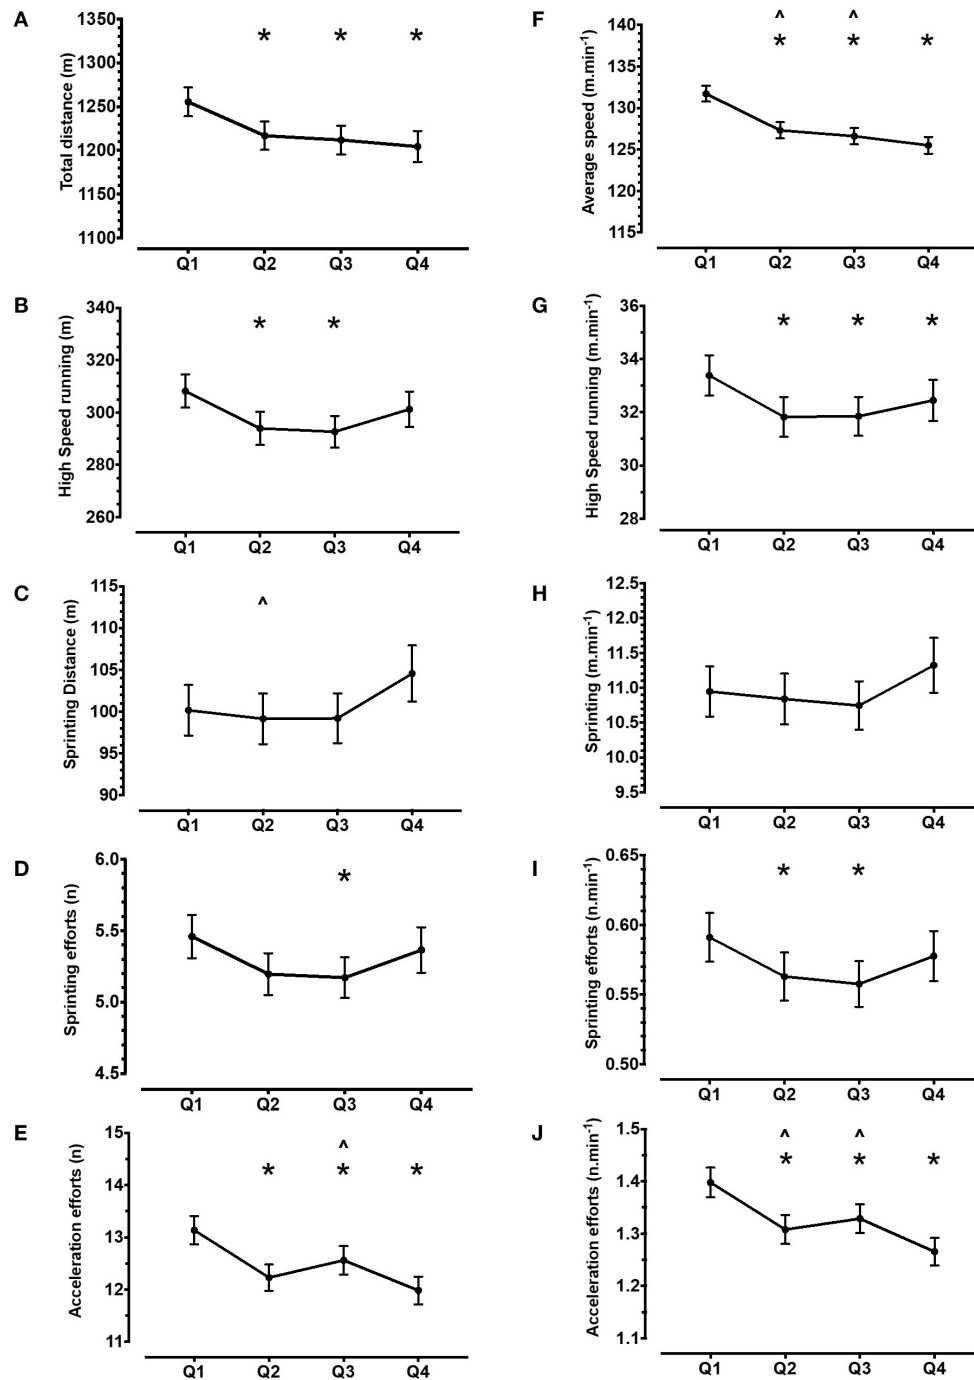 A
Total distance (m)
1350
1300
1250
1200
1150
1100
* * *
Q1 Q2 Q3 Q4
F
Average speed (m.min-1)
140
135
130
125
120
115
^ ^
* * *
Q1 Q2 Q3 Q4
B
High Speed running (m)
340
320
300
280
260
* *
Q1 Q2 Q3 Q4
G
High Speed running (m.min-1)
36
34
32
30
28
* * *
Q1 Q2 Q3 Q4
C
Sprinting Distance (m)
115
110
105
100
95
90
^
Q1 Q2 Q3 Q4
H
Sprinting (m.min-1)
12.5
12.0
11.5
11.0
10.5
10.0
9.5
Q1 Q2 Q3 Q4
D
Sprinting efforts (n)
6.0
5.5
5.0
4.5
*
Q1 Q2 Q3 Q4
I
Sprinting efforts (n.min-1)
0.65
0.60
0.55
0.50
* *
Q1 Q2 Q3 Q4
E
Acceleration efforts (n)
15
14
13
12
11
^
* * *
Q1 Q2 Q3 Q4
J
Acceleration efforts (n.min-1)
1.5
1.4
1.3
1.2
1.1
^ ^
* * *
Q1 Q2 Q3 Q4